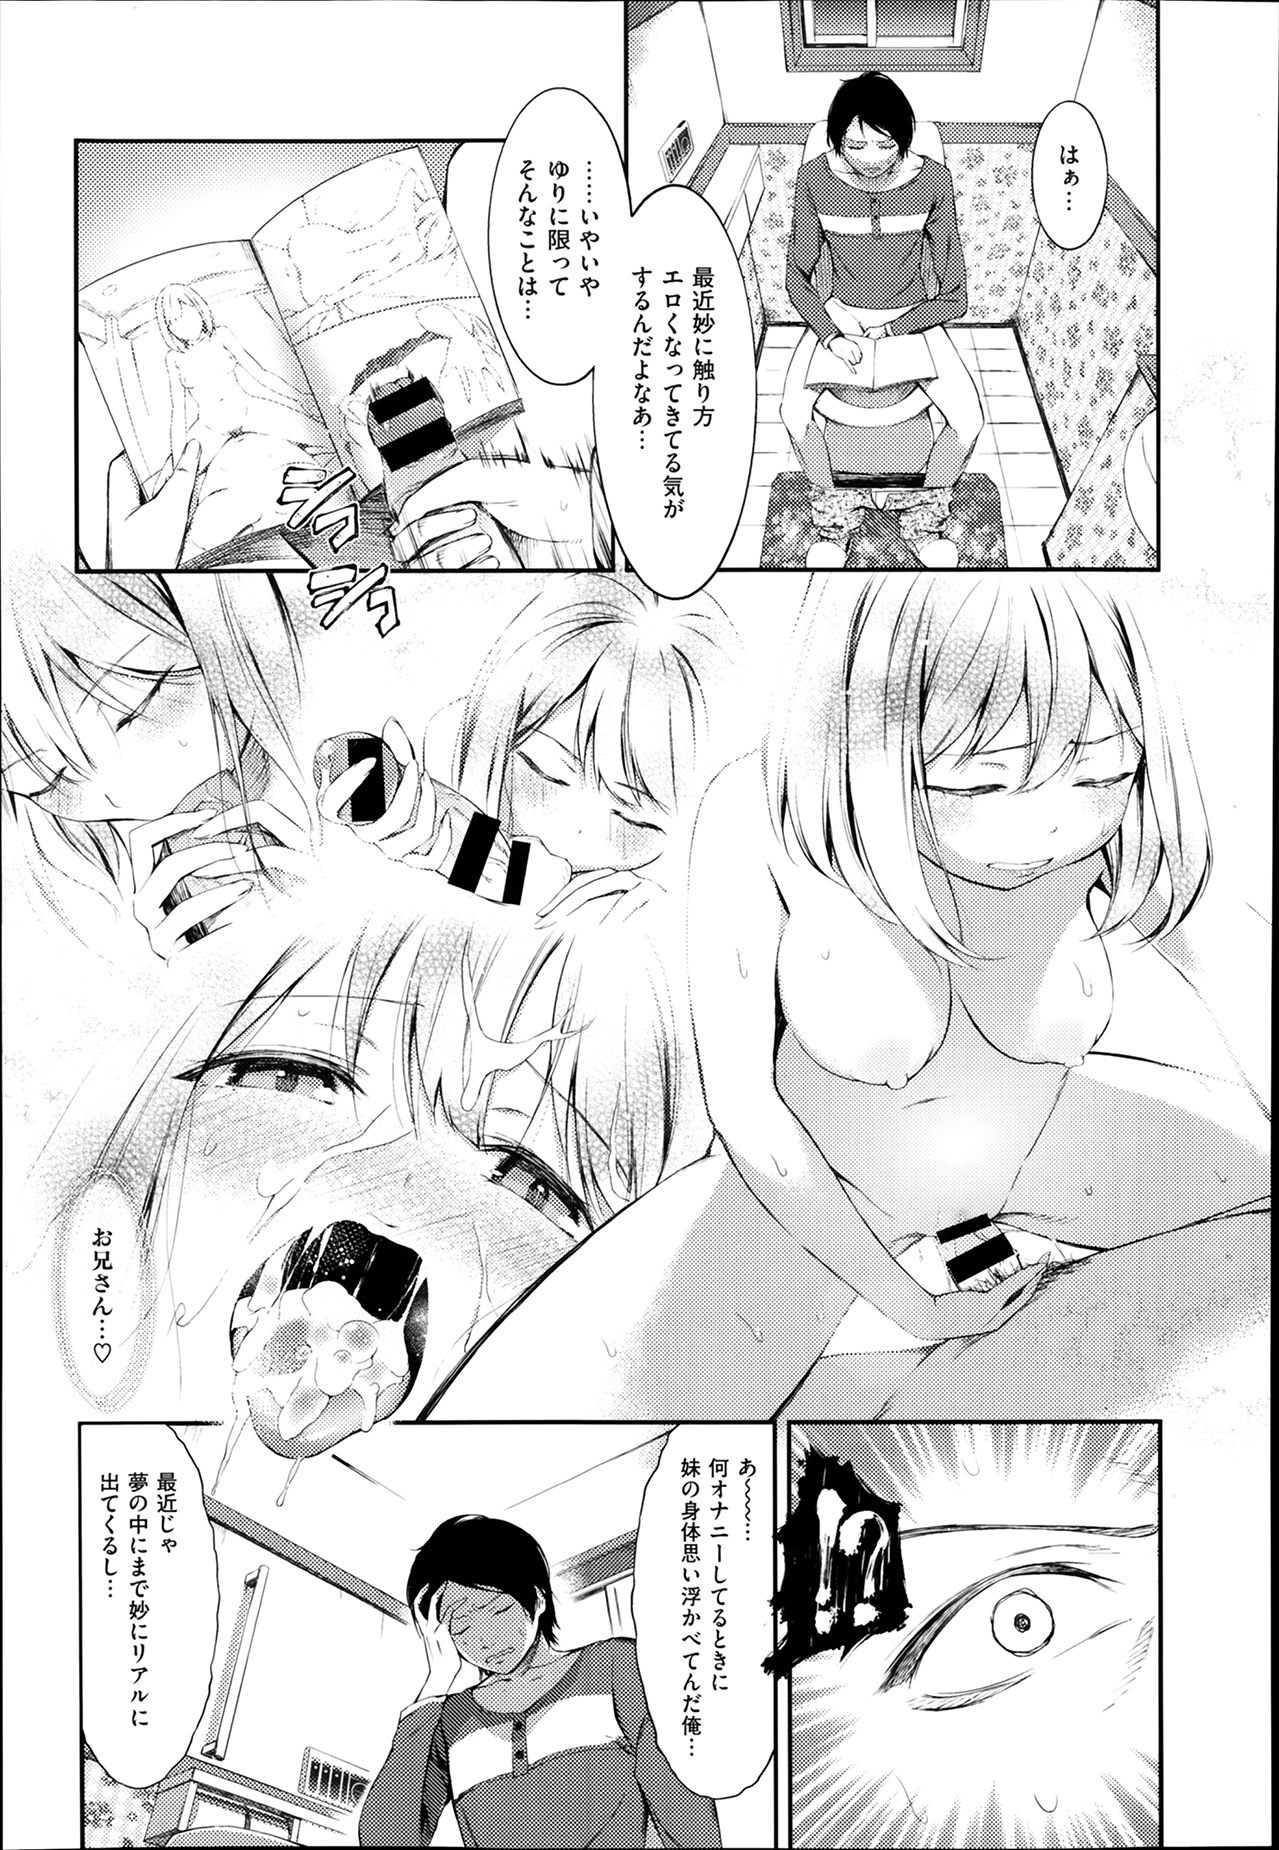 はぁ…
最近妙に触り方
エロくなってきてる気が
するんだよなあ…
……いやいや
ゆりに限って
そんなことは…
シコ
シコ
お兄さん…♡
!?
あ～～～…
何オナニーしてるときに
妹の身体思い浮かべてんだ俺…
最近じゃ
夢の中にまで妙にリアルに
出てくるし…